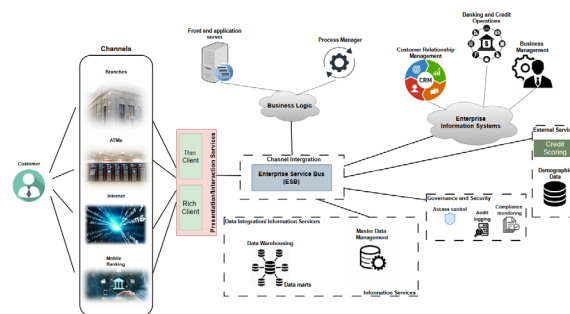 Channels
Branches
ATMs
Internet
Mobile
Banking
Customer
Thin
Client
Rich
Client
Presentation/Interaction Services
Front end application
server
Process Manager
Business Logic
Channel Intergration
Enterprise Service Bus
(ESB)
Customer Relationship
Management
CRM
Banking and Credit
Operations
Business
Management
Enterprise
Information Systems
External Servic
Credit
Scoring
Demographic
Data
Governance and Security
Access control
Audit
logging
Compliance
monitoring
Data Integration/Information Services
Data Warehousing
Data marts
Master Data
Management
Information Services